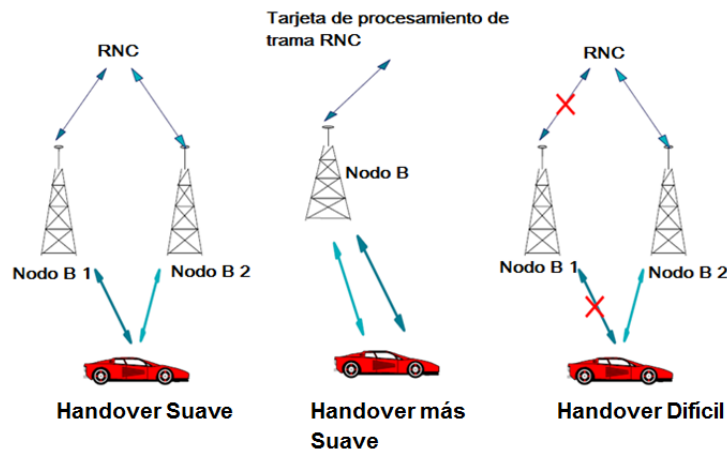 RNC
Nodo B 1
Nodo B 2
Handover Suave
Tarjeta de procesamiento de
trama RNC
Nodo B
Handover más
Suave
RNC
Nodo B 1
Nodo B 2
Handover Difícil